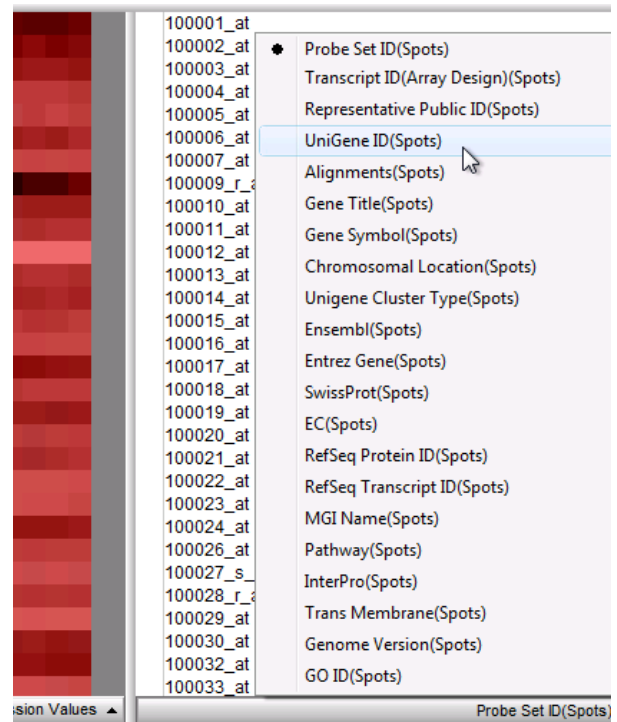 100001_at
100002_at
100003_at
100004_at
100005_at
100006_at
100007_at
100009_r_
100010_at
100011_at
100012_at
100013_at
100014_at
100015_at
100016_at
100017_at
100018_at
100019_at
100020_at
100021_at
100022_at
100023_at
100024_at
100026_at
100027_s_
100028_r_
100029_at
100030_at
100032_at
100033_at
Probe Set ID(Spots)
Transcript ID(Array Design)(Spots)
Representative Public ID(Spots)
UniGene ID(Spots)
Alignments(Spots)
Gene Title(Spots)
Gene Symbol(Spots)
Chromosomal Location(Spots)
Unigene Cluster Type(Spots)
Ensembl(Spots)
Entrez Gene(Spots)
SwissProt(Spots)
EC(Spots)
RefSeq Protein ID(Spots)
RefSeq Transcript ID(Spots)
MGI Name(Spots)
Pathway(Spots)
InterPro(Spots)
Trans Membrane(Spots)
Genome Version(Spots)
GO ID(Spots)
ssion Values ▲
Probe Set ID(Spots)